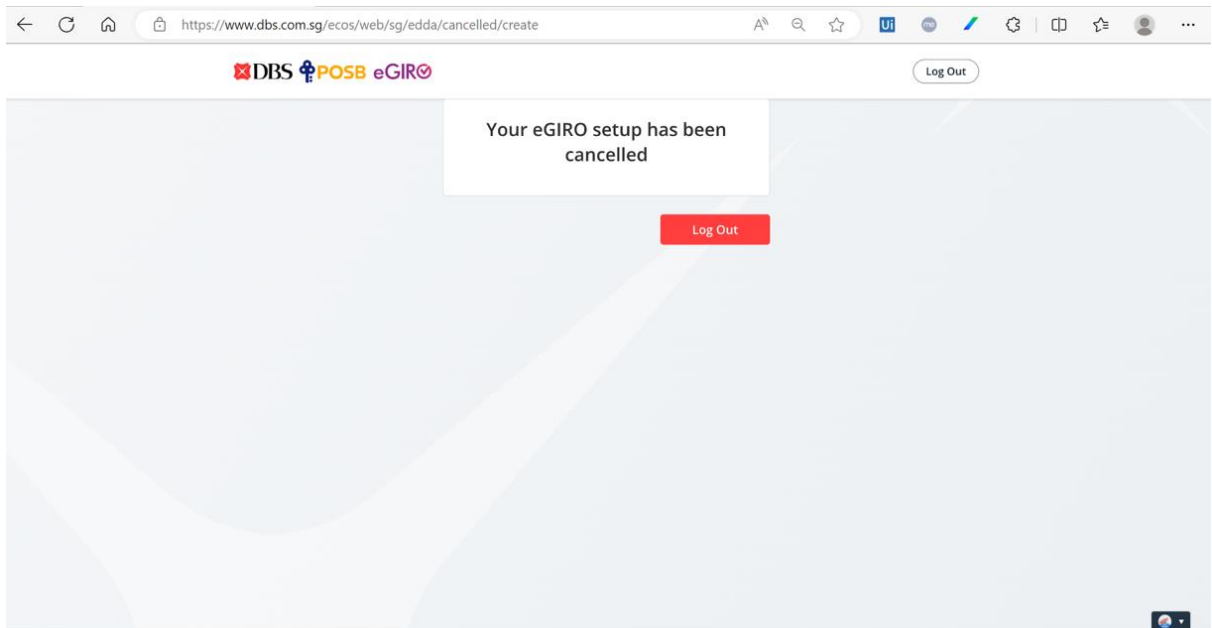 https://www.dbs.com.sg/ecos/web/sg/edda/cancelled/create
DBS POSB eGIRO
Log Out
Your eGIRO setup has been
cancelled
Log Out